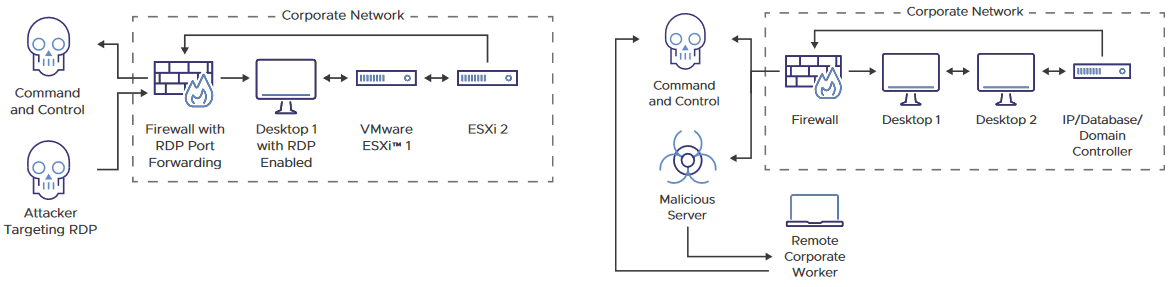 Corporate Network
Command
and Control
Firewall with
RDP Port
Forwarding
Desktop 1
with RDP
Enabled
VMware
ESXi™ 1
ESXi 2
Attacker
Targeting RDP
Corporate Network
Command
and Control
Firewall
Desktop 1
Desktop 2
IP/Database/
Domain
Controller
Malicious
Server
Remote
Corporate
Worker